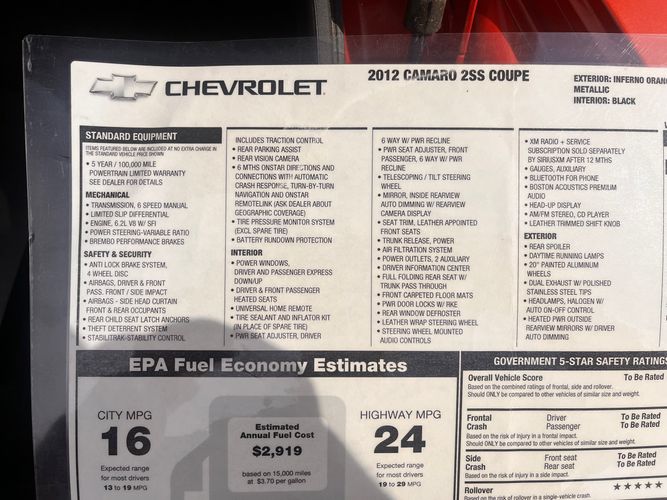 CHEVROLET
2012 CAMARO 2SS COUPE
EXTERIOR: INFERNO ORAN
METALLIC
INTERIOR: BLACK
STANDARD EQUIPMENT
ITEMS FEATURED BELOW ARE INCLUDED AT NO EXTRA CHARGE IN
THE STANDARD VEHICLE PRICE SHOWN
• 5 YEAR / 100,000 MILE
POWERTRAIN LIMITED WARRANTY
SEE DEALER FOR DETAILS
MECHANICAL
• TRANSMISSION, 6 SPEED MANUAL
• LIMITED SLIP DIFFERENTIAL
• ENGINE, 6.2L V8 W/ SFI
• POWER STEERING-VARIABLE RATIO
• BREMBO PERFORMANCE BRAKES
SAFETY & SECURITY
• ANTI LOCK BRAKE SYSTEM,
4 WHEEL DISC
• AIRBAGS, DRIVER & FRONT
PASS. FRONT / SIDE IMPACT
• AIRBAGS - SIDE HEAD CURTAIN
FRONT & REAR OCCUPANTS
• REAR CHILD SEAT LATCH ANCHORS
• THEFT DETERRENT SYSTEM
• STABILITRAK-STABILITY CONTROL
INCLUDES TRACTION CONTROL
• REAR PARKING ASSIST
• REAR VISION CAMERA
• 6 MTHS ONSTAR DIRECTIONS AND
CONNECTIONS WITH AUTOMATIC
CRASH RESPONSE, TURN-BY-TURN
NAVIGATION AND ONSTAR
REMOTELINK (ASK DEALER ABOUT
GEOGRAPHIC COVERAGE)
• TIRE PRESSURE MONITOR SYSTEM
(EXCL SPARE TIRE)
• BATTERY RUNDOWN PROTECTION
INTERIOR
• POWER WINDOWS,
DRIVER AND PASSENGER EXPRESS
DOWN/UP
• DRIVER & FRONT PASSENGER
HEATED SEATS
• UNIVERSAL HOME REMOTE
• TIRE SEALANT AND INFLATOR KIT
(IN PLACE OF SPARE TIRE)
• PWR SEAT ADJUSTER, DRIVER
6 WAY W/ PWR RECLINE
• PWR SEAT ADJUSTER, FRONT
PASSENGER, 6 WAY W/ PWR
RECLINE
• TELESCOPING / TILT STEERING
WHEEL
• MIRROR, INSIDE REARVIEW
AUTO DIMMING W/ REARVIEW
CAMERA DISPLAY
• SEAT TRIM, LEATHER APPOINTED
FRONT SEATS
• TRUNK RELEASE, POWER
• AIR FILTRATION SYSTEM
• POWER OUTLETS, 2 AUXILIARY
• DRIVER INFORMATION CENTER
• FULL FOLDING REAR SEAT W/
TRUNK PASS THROUGH
• FRONT CARPETED FLOOR MATS
• PWR DOOR LOCKS W/ RKE
• REAR WINDOW DEFROSTER
• LEATHER WRAP STEERING WHEEL
• STEERING WHEEL MOUNTED
AUDIO CONTROLS
• XM RADIO + SERVICE
SUBSCRIPTION SOLD SEPARATELY
BY SIRIUSXM AFTER 12 MTHS
• GAUGES, AUXILIARY
• BLUETOOTH FOR PHONE
• BOSTON ACOUSTICS PREMIUM
AUDIO
• HEAD-UP DISPLAY
• AM/FM STEREO, CD PLAYER
• LEATHER TRIMMED SHIFT KNOB
EXTERIOR
• REAR SPOILER
• DAYTIME RUNNING LAMPS
• 20" PAINTED ALUMINUM
WHEELS
• DUAL EXHAUST W/ POLISHED
STAINLESS STEEL TIPS
• HEADLAMPS, HALOGEN W/
AUTO ON-OFF CONTROL
• HEATED PWR OUTSIDE
REARVIEW MIRRORS W/ DRIVER
AUTO DIMMING
EPA Fuel Economy Estimates
CITY MPG
16
Expected range
for most drivers
13 to 19 MPG
Estimated
Annual Fuel Cost
$2,919
based on 15,000 miles
at $3.70 per gallon
HIGHWAY MPG
24
Expected range
for most drivers
19 to 29 MPG
GOVERNMENT 5-STAR SAFETY RATINGS
Overall Vehicle Score To Be Rated
Based on the combined ratings of frontal, side and rollover.
Should ONLY be compared to other vehicles of similar size and weight.
Frontal Driver To Be Rated
Crash Passenger To Be Rated
Based on the risk of injury in a frontal impact.
Should ONLY be compared to other vehicles of similar size and weight.
Side Front seat To Be Rated
Crash Rear seat To Be Rated
Based on the risk of injury in a side impact.
Rollover ★★★★★
Based on the risk of rollover in a single-vehicle crash.